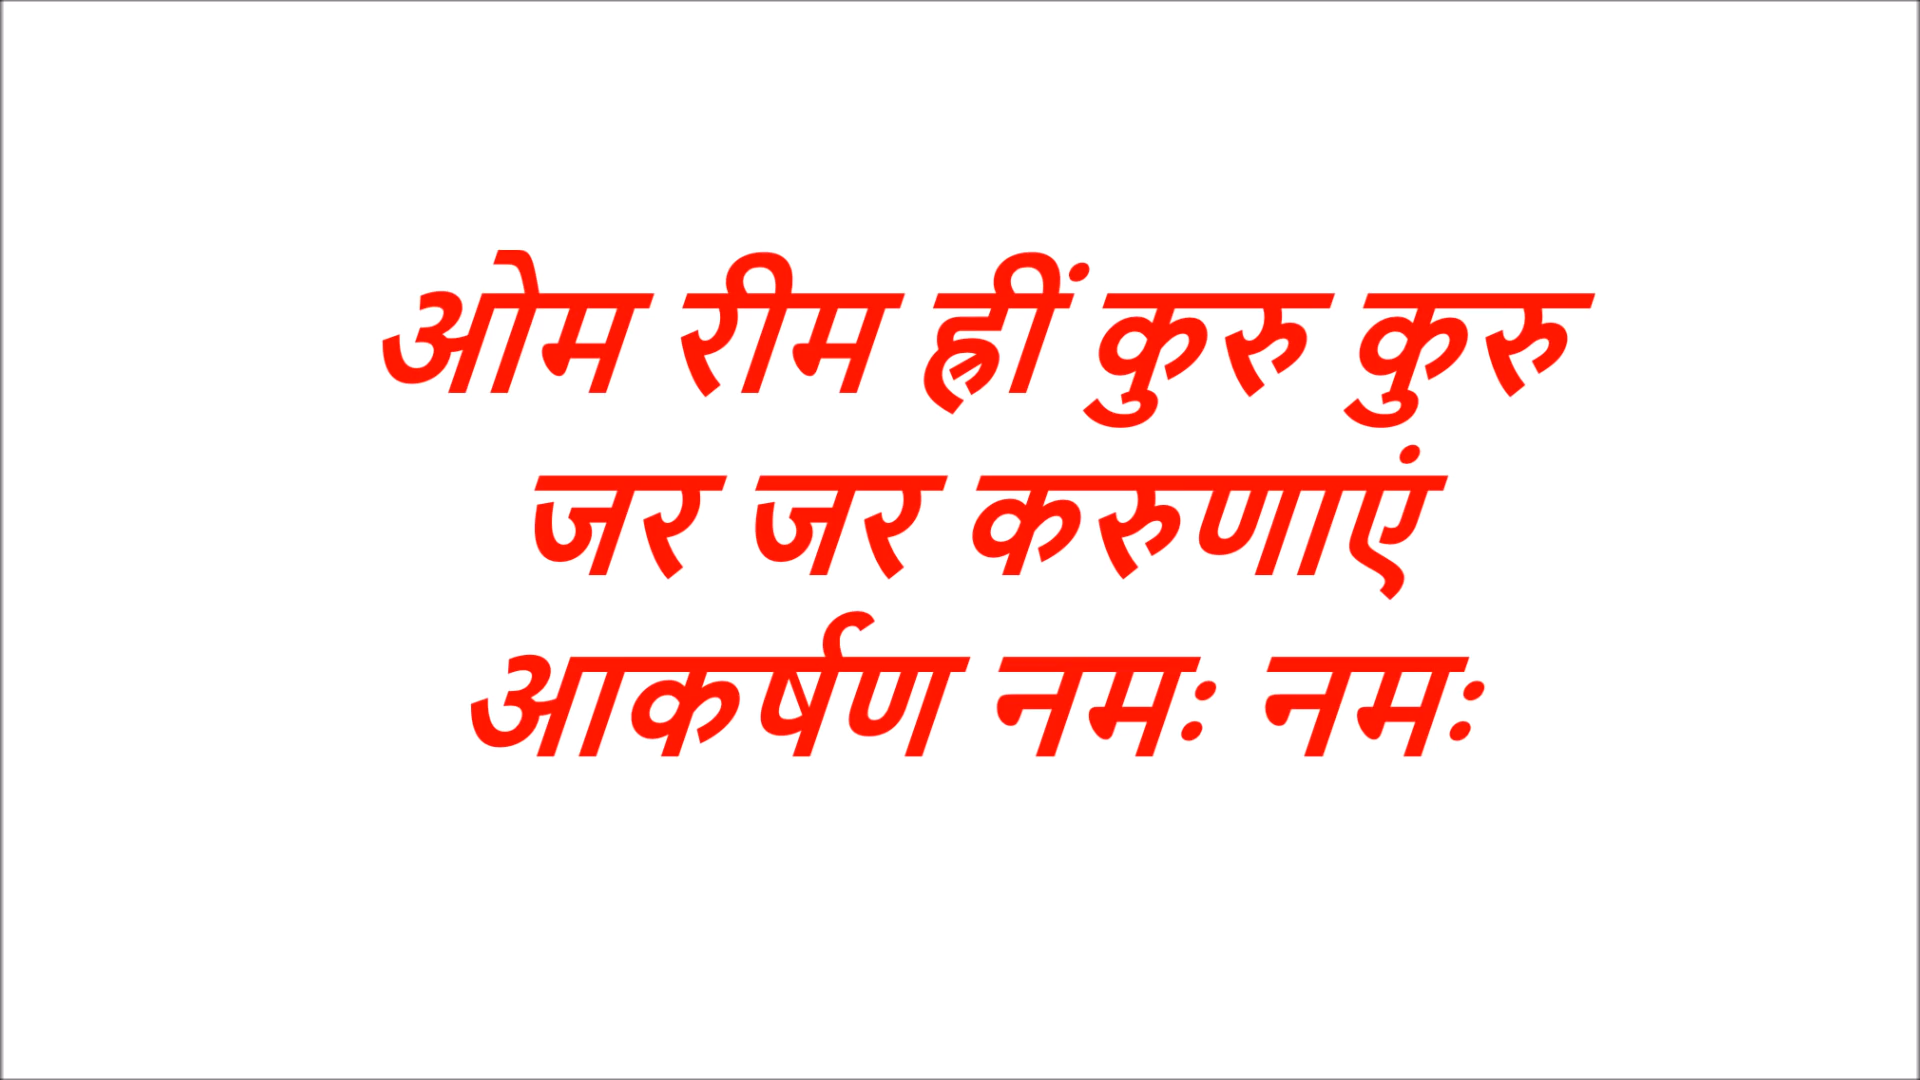 ओम रीम ह्रीं कुरु कुरु
जर जर करुणाएं
आकर्षण नमः नमः